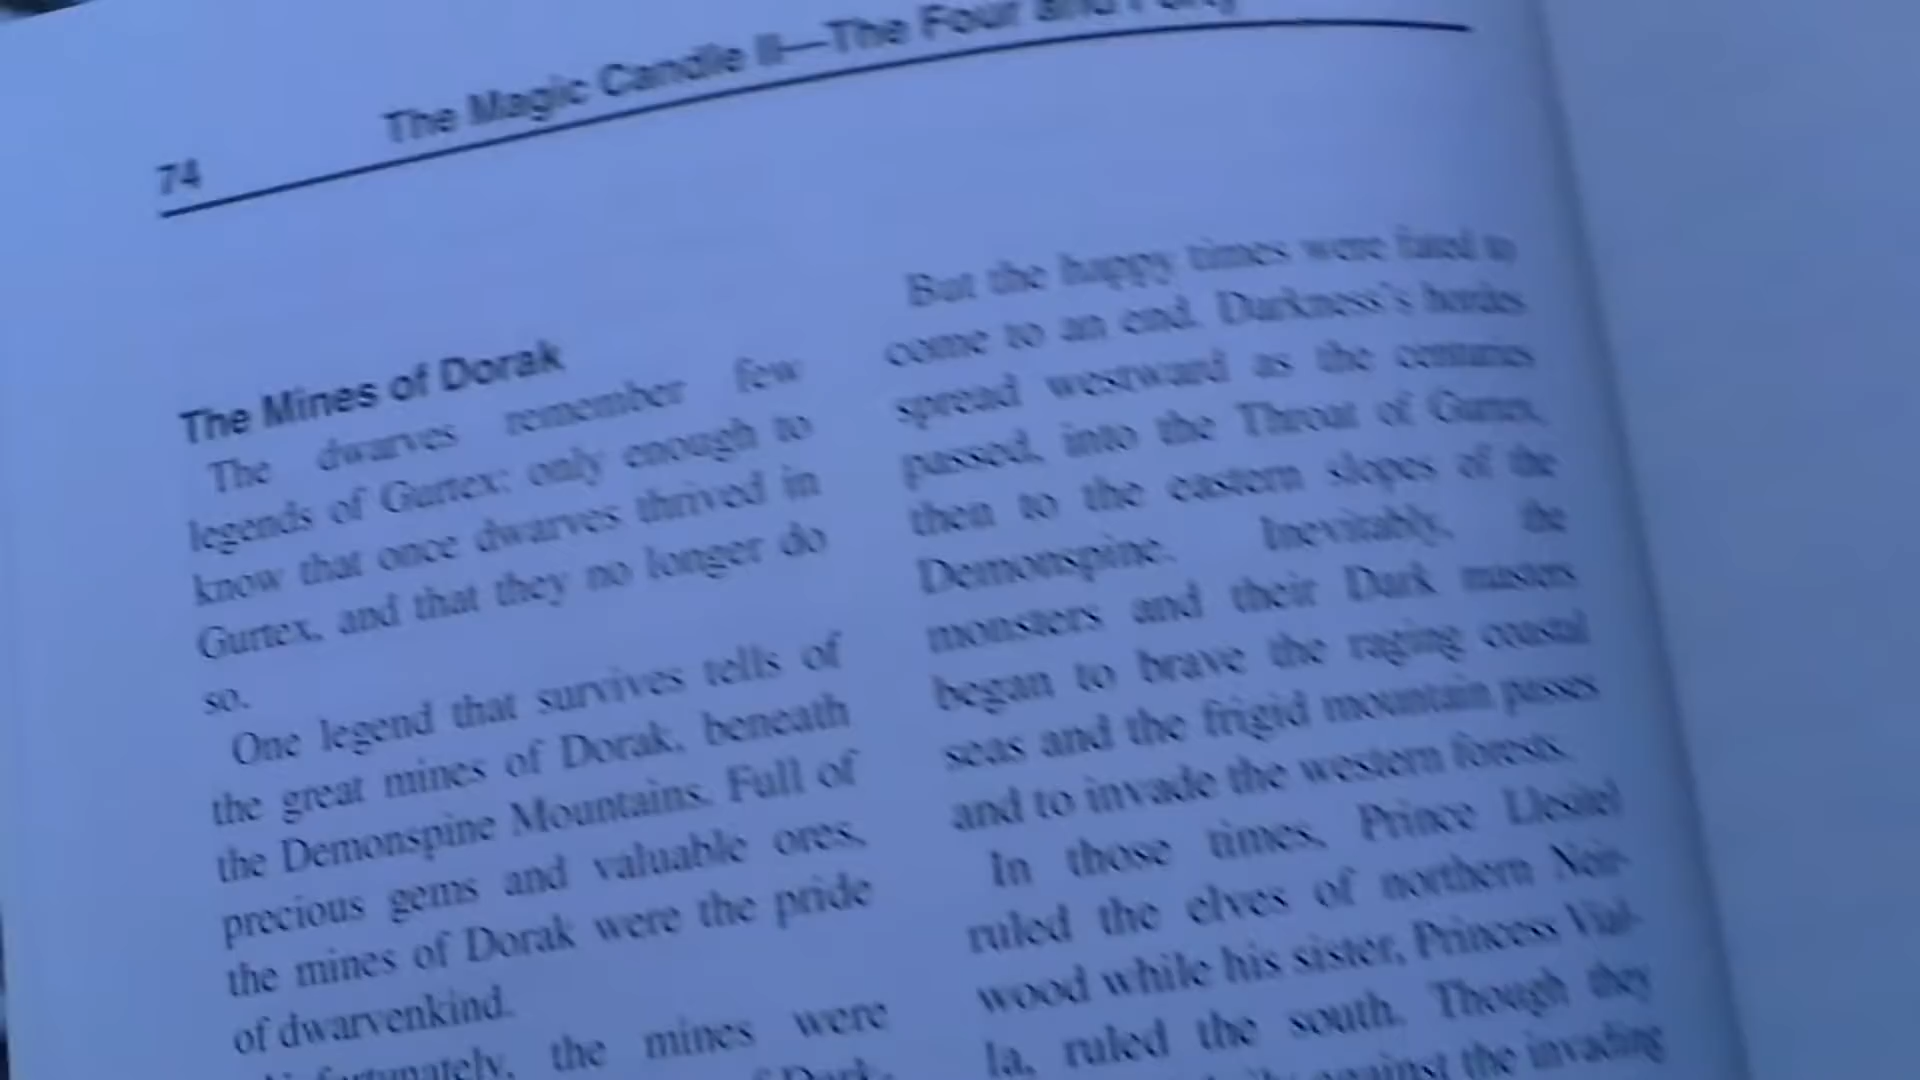 74
The Magic Candle II—The Four and Forty
The Mines of Dorak
The dwarves remember few
legends of Gurtex: only enough to
know that once dwarves thrived in
Gurtex, and that they no longer do
so.
One legend that survives tells of
the great mines of Dorak, beneath
the Demonspine Mountains. Full of
precious gems and valuable ores,
the mines of Dorak were the pride
of dwarvenkind.
the mines were
But the happy times were fated to
come to an end. Darkness's hordes
spread westward as the centuries
passed, into the Throat of Gurtex,
then to the eastern slopes of the
Demonspine. Inevitably, the
monsters and their Dark masters
began to brave the raging coastal
seas and the frigid mountain passes
and to invade the western forests.
In those times, Prince
ruled the elves of northern
wood while his sister, Princess Vial-
la, ruled the south. Though they
against the invading